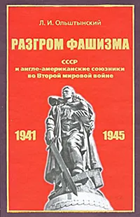 Л. И. Ольштынский
РАЗГРОМ ФАШИЗМА
СССР
и англо-американские союзники
во Второй мировой войне
1941
1945